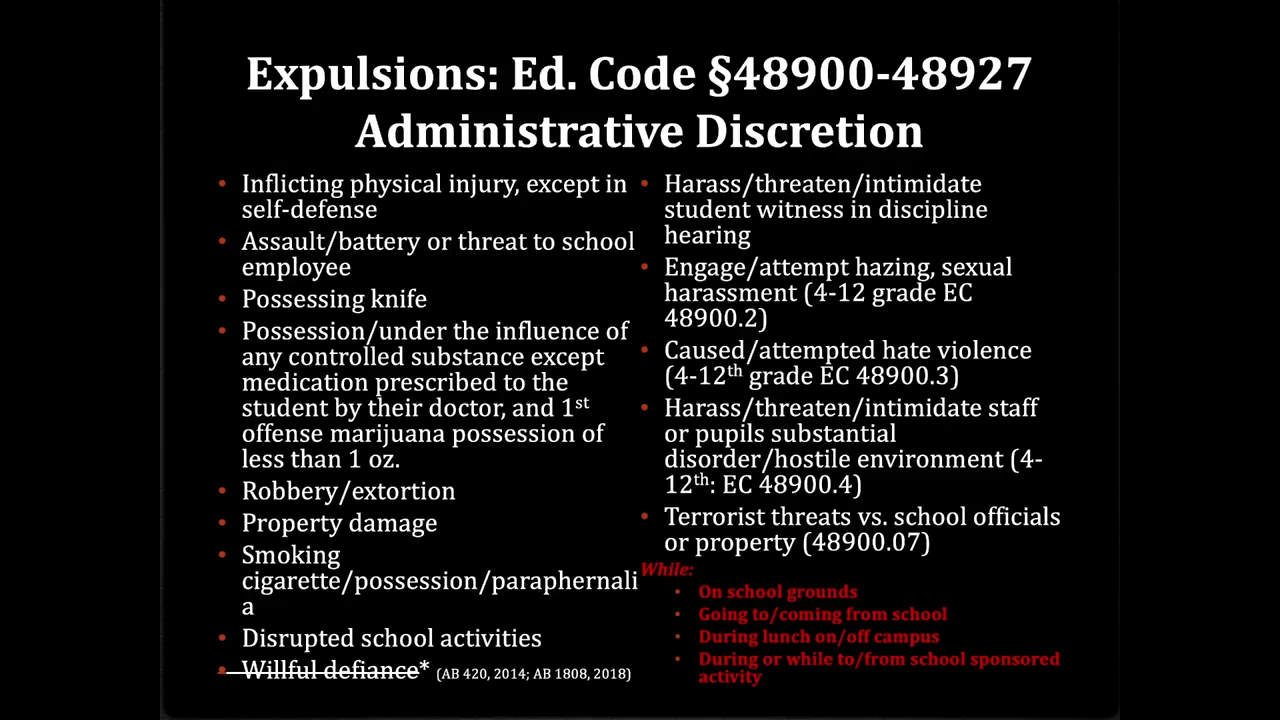 Expulsions: Ed. Code §48900-48927
Administrative Discretion
• Inflicting physical injury, except in
self-defense
• Assault/battery or threat to school
employee
• Possessing knife
• Possession/under the influence of
any controlled substance except
medication prescribed to the
student by their doctor, and 1st
offense marijuana possession of
less than 1 oz.
• Robbery/extortion
• Property damage
• Smoking
cigarette/possession/paraphernali
a
• Disrupted school activities
• Willful defiance* (AB 420, 2014; AB 1808, 2018)
• Harass/threaten/intimidate
student witness in discipline
hearing
• Engage/attempt hazing, sexual
harassment (4-12 grade EC
48900.2)
• Caused/attempted hate violence
(4-12th grade EC 48900.3)
• Harass/threaten/intimidate staff
or pupils substantial
disorder/hostile environment (4-
12th: EC 48900.4)
• Terrorist threats vs. school officials
or property (48900.07)
While:
• On school grounds
• Going to/coming from school
• During lunch on/off campus
• During or while to/from school sponsored
activity